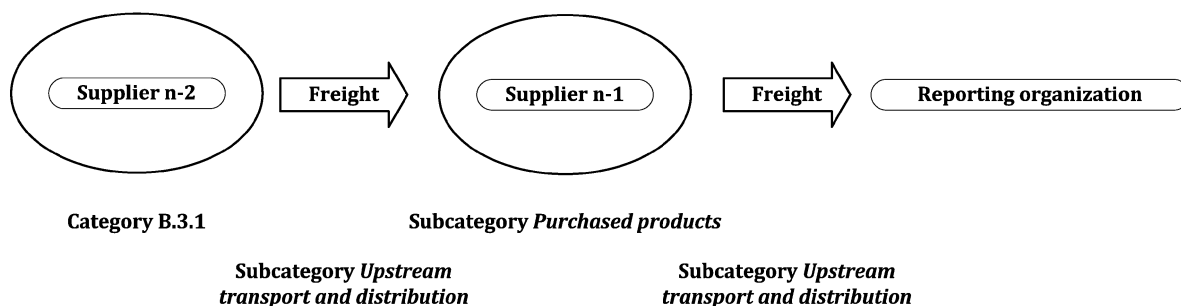 Supplier n-2
Freight
Supplier n-1
Freight
Reporting organization
Category B.3.1
Subcategory Purchased products
Subcategory Upstream
transport and distribution
Subcategory Upstream
transport and distribution